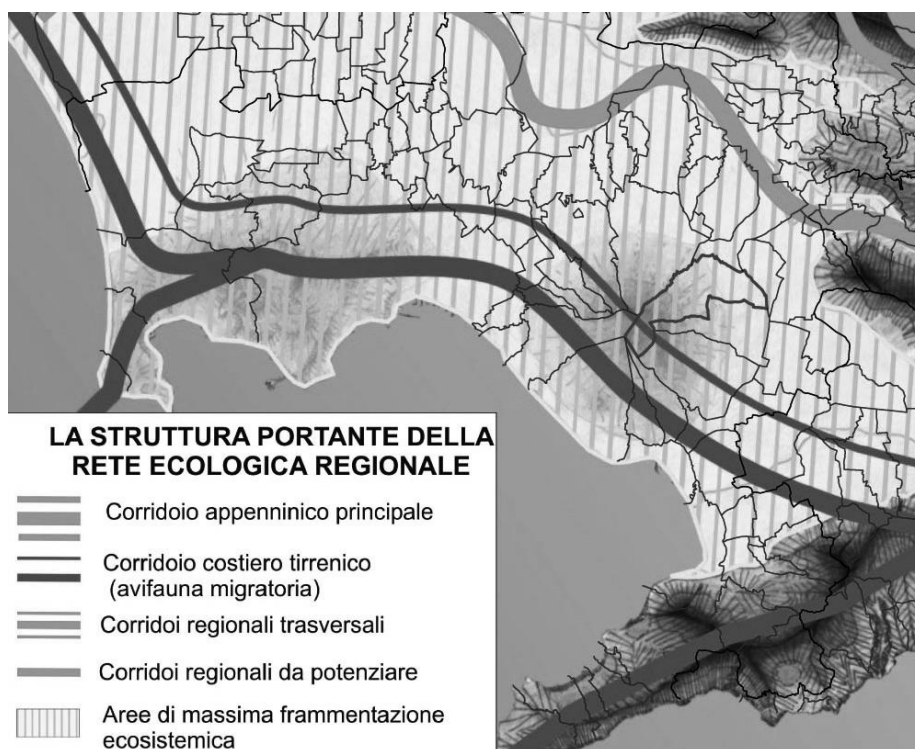 LA STRUTTURA PORTANTE DELLA
RETE ECOLOGICA REGIONALE
Corridoio appenninico principale
Corridoio costiero tirrenico
(avifauna migratoria)
Corridoi regionali trasversali
Corridoi regionali da potenziare
Aree di massima frammentazione
ecosistemica